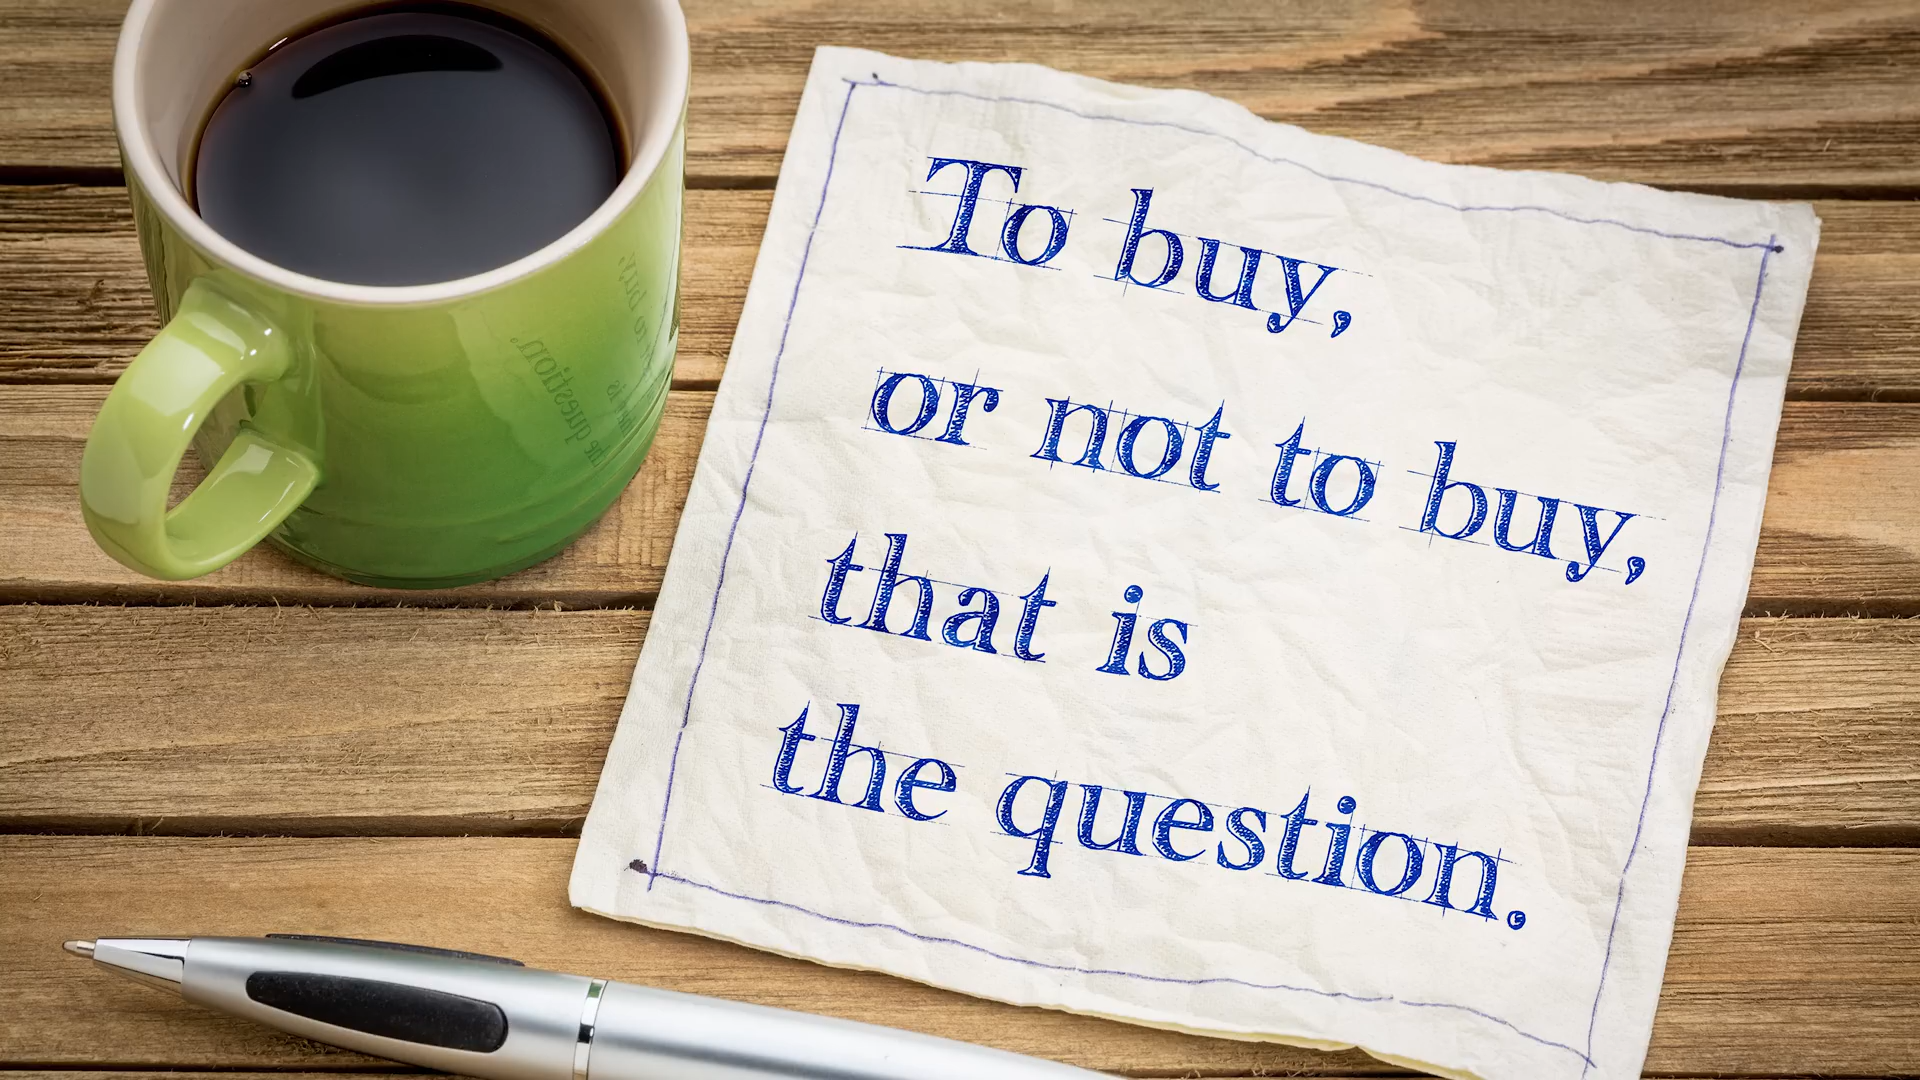 To buy,
or not to buy,
that is
the question.